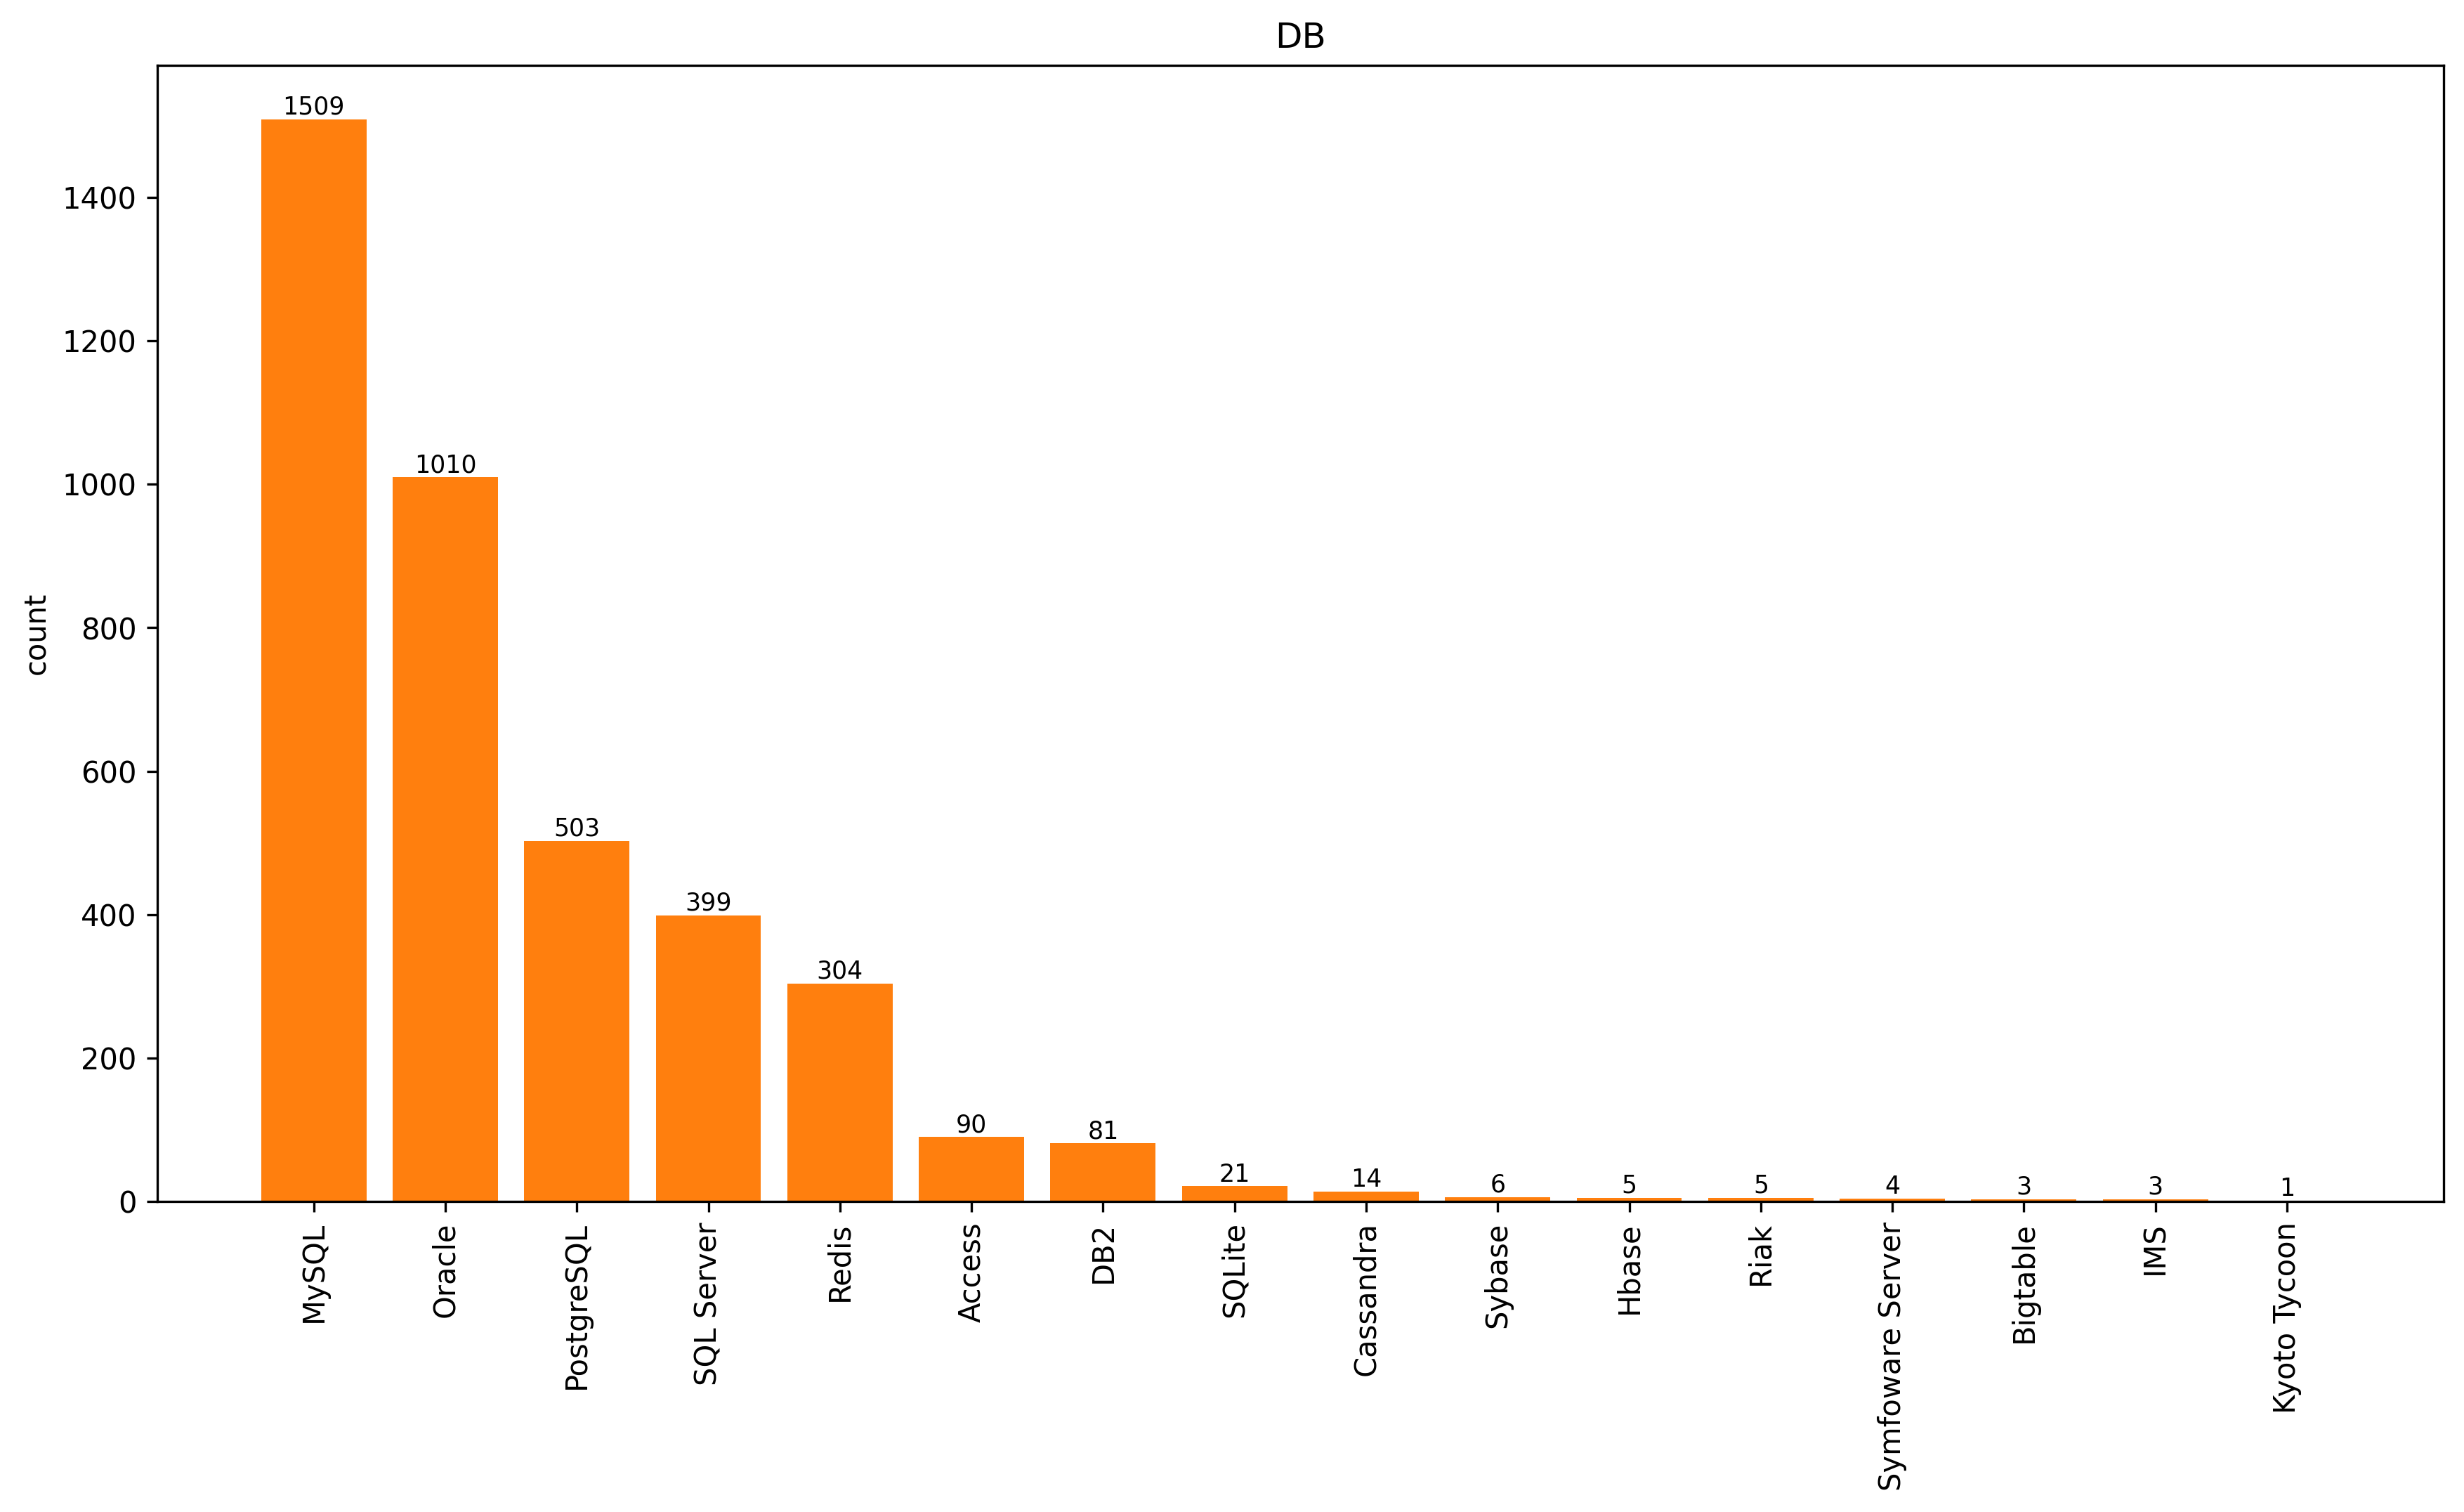 DB
count
1400
1200
1000
800
600
400
200
0
1509
1010
503
399
304
90
81
21
14
6
5
5
4
3
3
1
MySQL
Oracle
PostgreSQL
SQL Server
Redis
Access
DB2
SQLite
Cassandra
Sybase
Hbase
Riak
Symfoware Server
Bigtable
IMS
Kyoto Tycoon